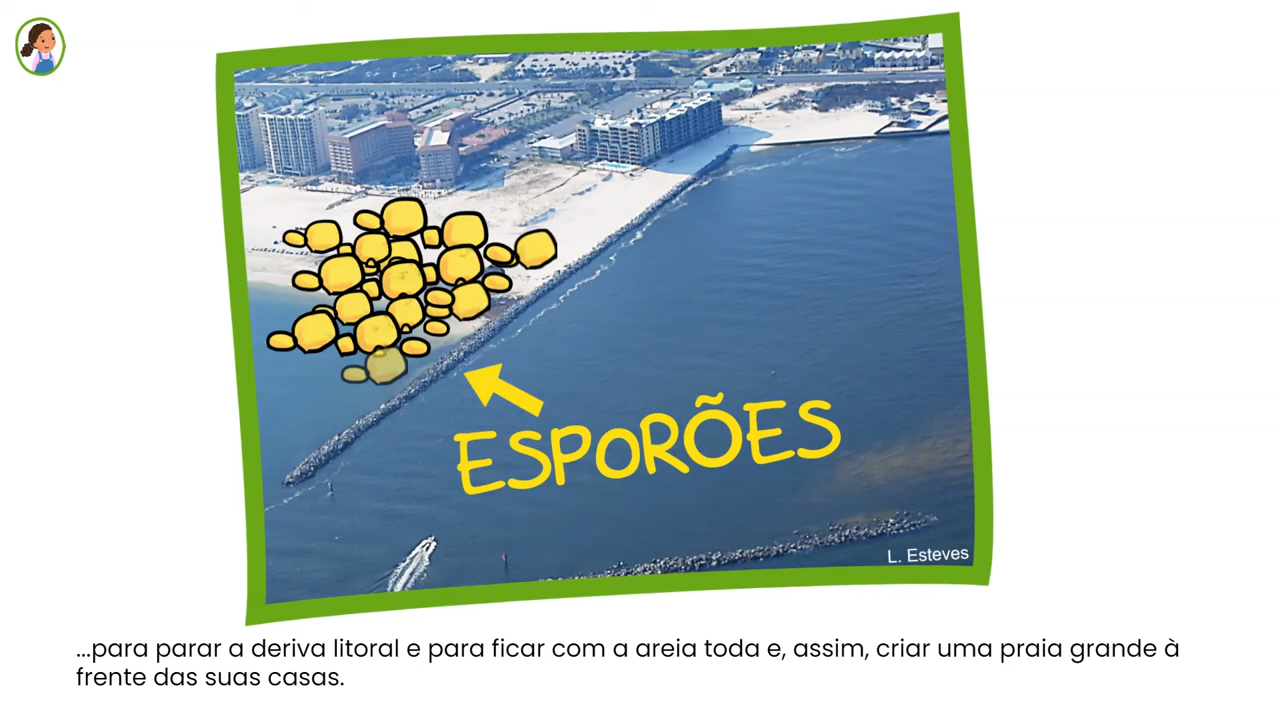 ESPORÕES
L. Esteves
...para parar a deriva litoral e para ficar com a areia toda e, assim, criar uma praia grande à
frente das suas casas.